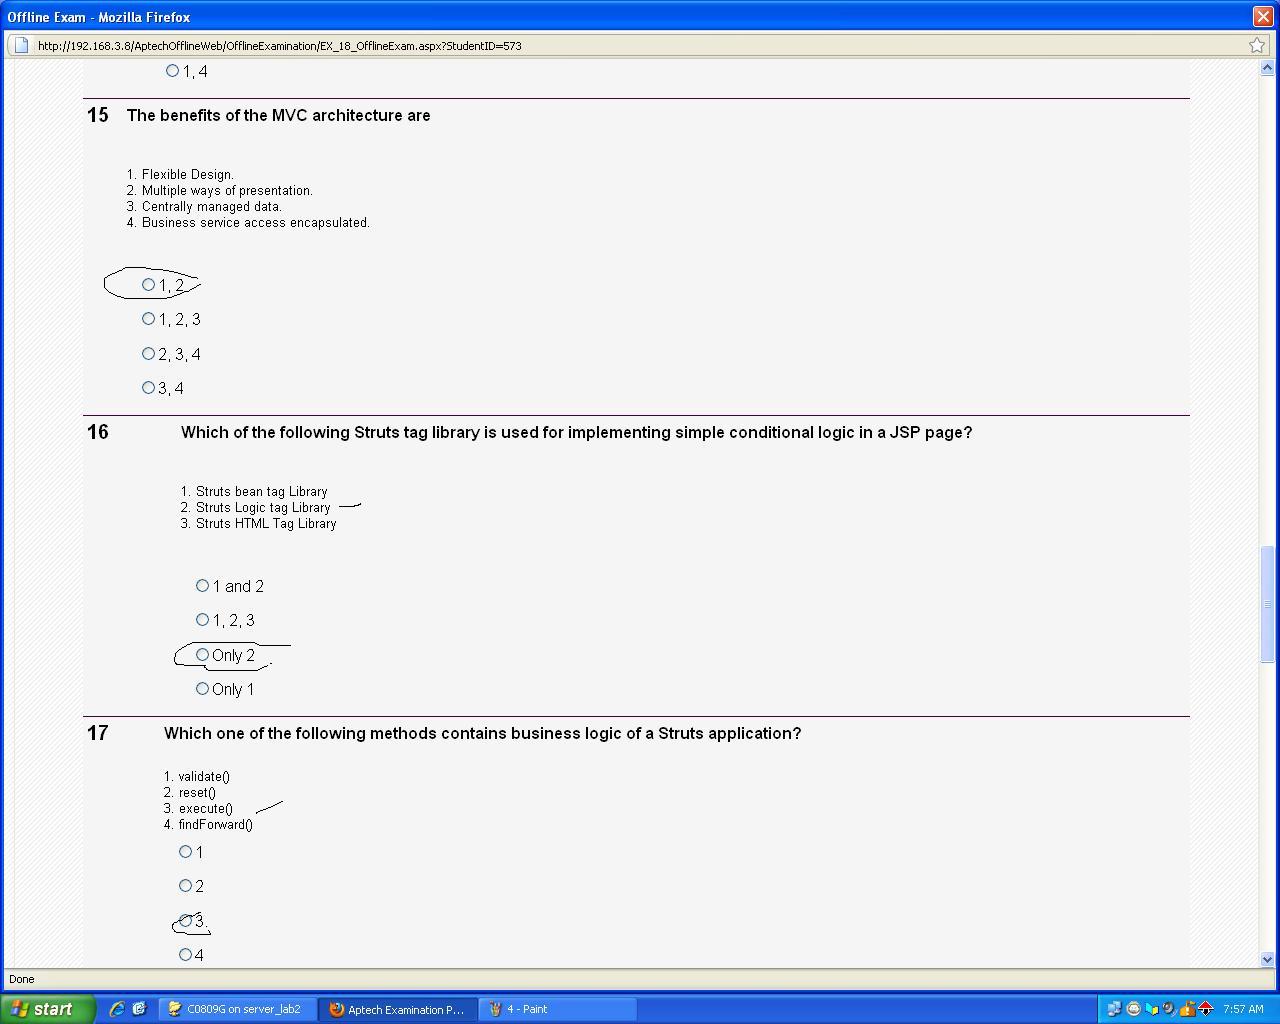 Offline Exam - Mozilla Firefox
http://192.168.3.8/AptechOfflineWeb/OfflineExamination/EX_18_OfflineExam.aspx?StudentID=573
1, 4
15 The benefits of the MVC architecture are
1. Flexible Design.
2. Multiple ways of presentation.
3. Centrally managed data.
4. Business service access encapsulated.
1, 2
1, 2, 3
2, 3, 4
3, 4
16 Which of the following Struts tag library is used for implementing simple conditional logic in a JSP page?
1. Struts bean tag Library
2. Struts Logic tag Library
3. Struts HTML Tag Library
1 and 2
1, 2, 3
Only 2
Only 1
17 Which one of the following methods contains business logic of a Struts application?
1. validate()
2. reset()
3. execute()
4. findForward()
1
2
3
4
Done
start C0809G on server_lab2 Aptech Examination P... 4 - Paint 7:57 AM